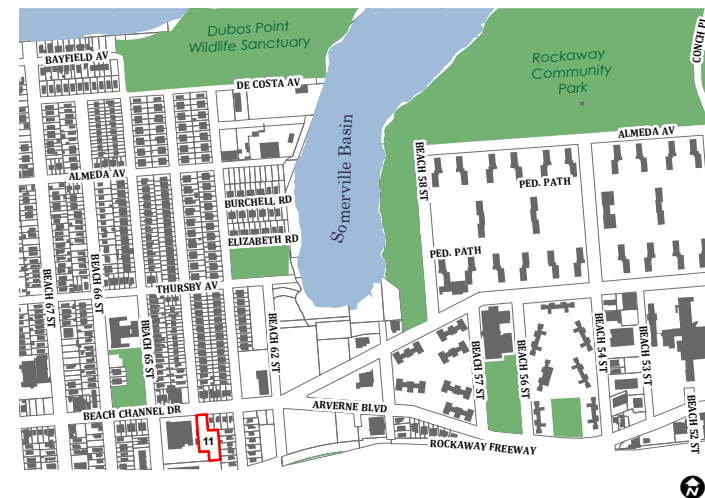 Dubos Point
Wildlife Sanctuary
BAYFIELD AV
DE COSTA AV
Rockaway
Community
Park
CONCH PL
ALMEDA AV
BEACH 58 ST
Somerville Basin
ALMEDA AV
PED. PATH
BURCHELL RD
ELIZABETH RD
PED. PATH
THURSBY AV
BEACH 67 ST
BEACH 66 ST
BEACH 65 ST
BEACH 62 ST
BEACH 57 ST
BEACH 56 ST
BEACH 54 ST
BEACH 53 ST
BEACH 52 ST
BEACH CHANNEL DR
ARVERNE BLVD
11
ROCKAWAY FREEWAY
N